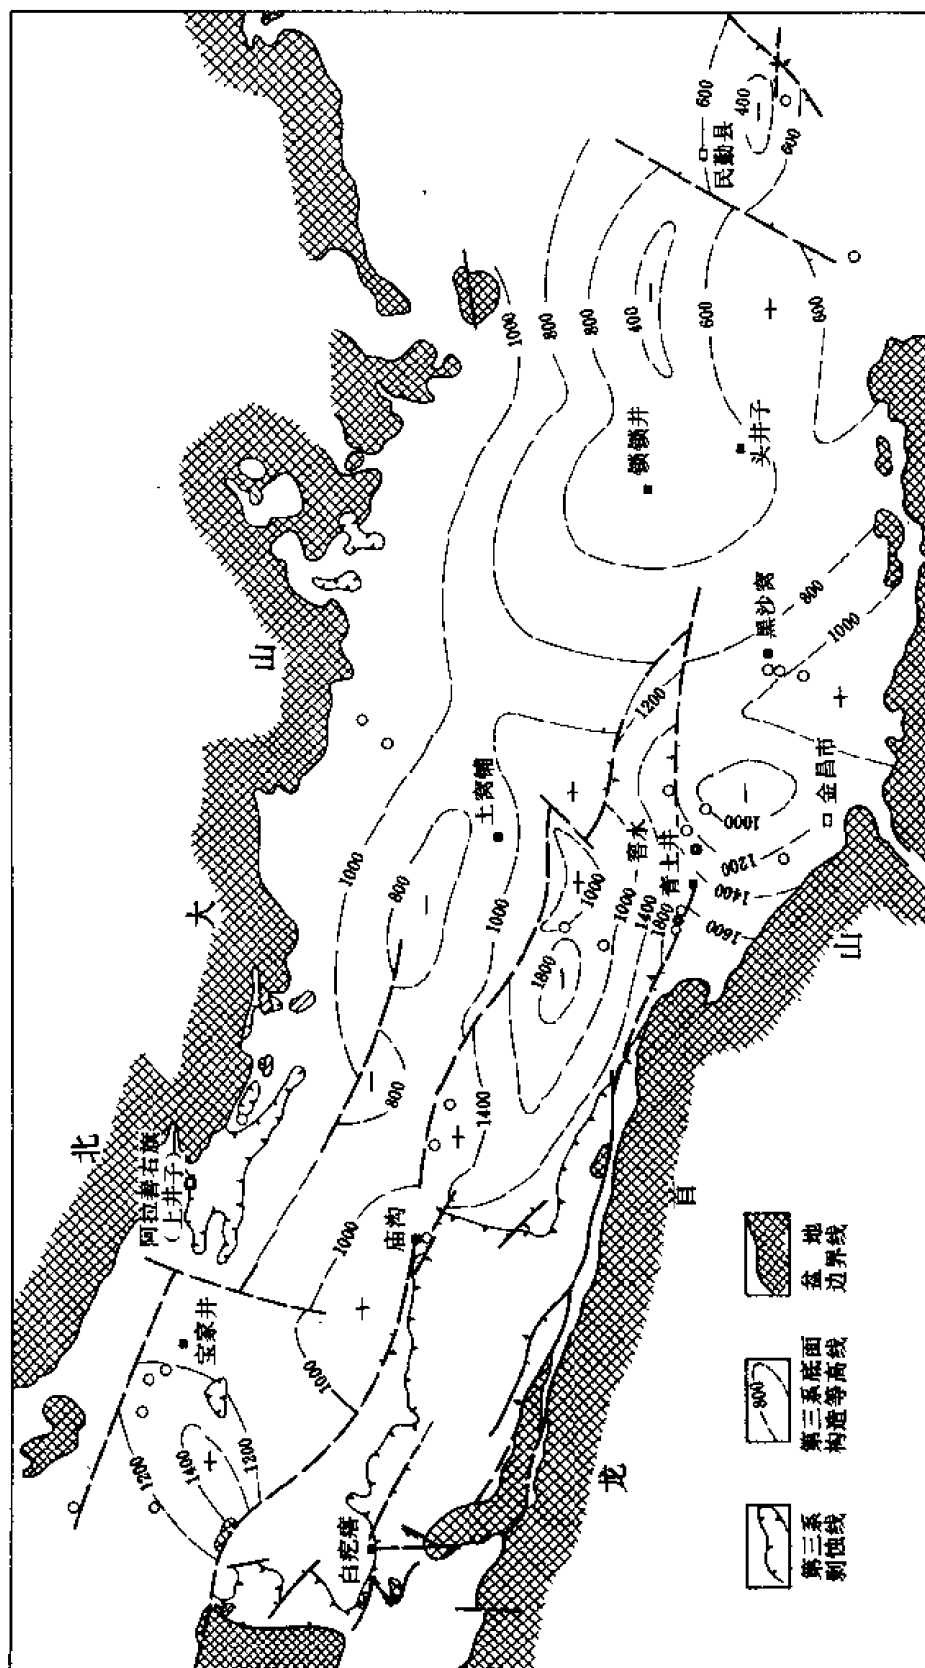 北
大
山
阿拉善右旗
(上井子)
宝家井
1200
1400
1200
1000
1000
庙沟
白疙瘩
800
1400
1000
800
1000
土窝铺
1000
800
800
400
600
600
锁锁井
头井子
民勤县
600
400
600
1800
1000
1000
1400
1800
窖水
青土井
1200
1000
1200
1400
1600
金昌市
黑沙窝
800
1000
龙
首
山
第三系
剥蚀线
800
第三系底面
构造等高线
盆地
边界线